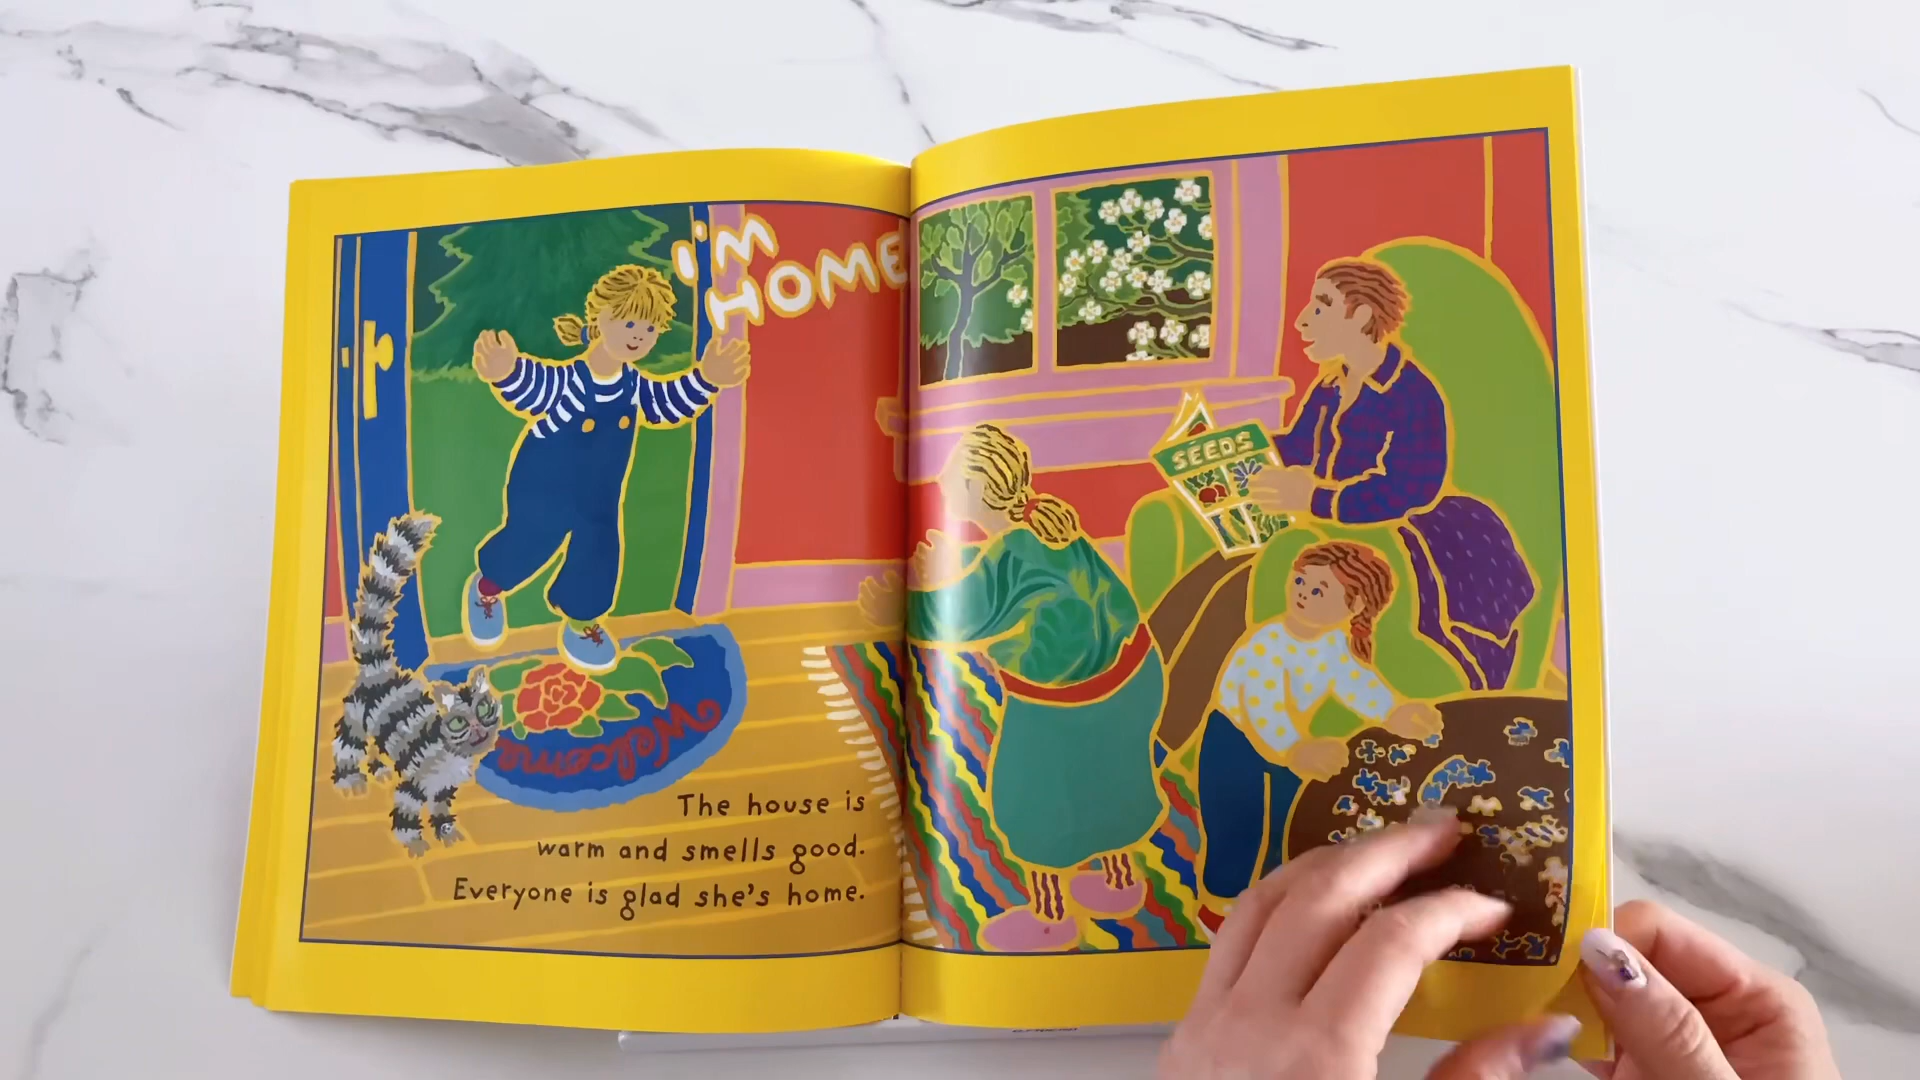 I'M
HOME
SEEDS
Welcome
The house is
warm and smells good.
Everyone is glad she's home.